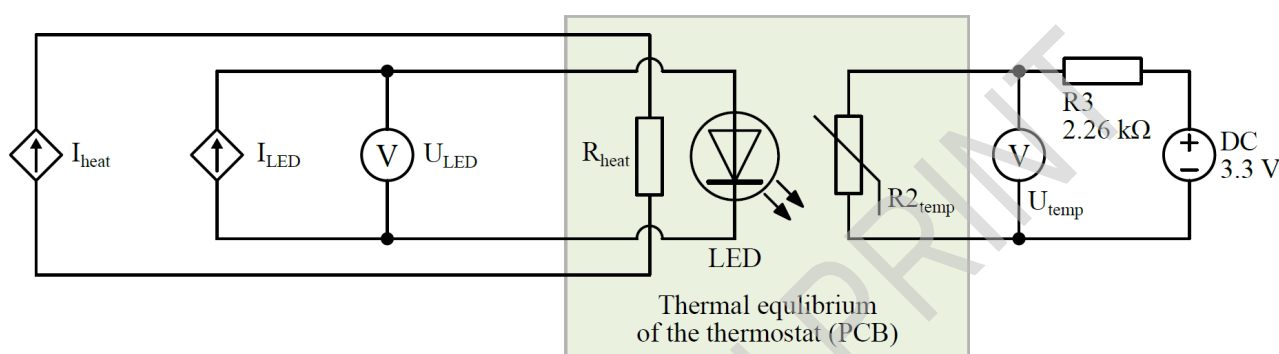 I_heat
I_LED
V
U_LED
R_heat
LED
R2_temp
V
U_temp
R3
2.26 kΩ
DC
3.3 V
Thermal equlibrium
of the thermostat (PCB)
PRINT